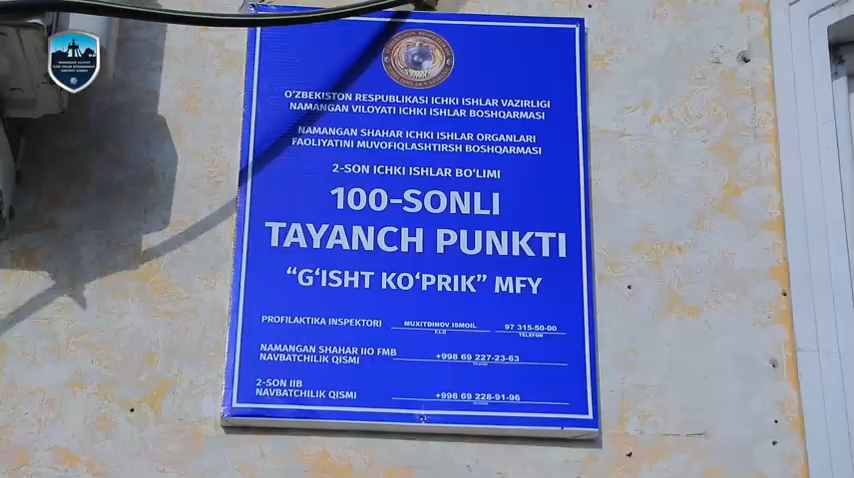 O'ZBEKISTON RESPUBLIKASI ICHKI ISHLAR VAZIRLIGI
NAMANGAN VILOYATI ICHKI ISHLAR BOSHQARMASI
NAMANGAN SHAHAR ICHKI ISHLAR ORGANLARI
FAOLIYATINI MUVOFIQLASHTIRSH BOSHQARMASI
2-SON ICHKI ISHLAR BO'LIMI
100-SONLI
TAYANCH PUNKTI
“G‘ISHT KO‘PRIK” MFY
PROFILAKTIKA INSPEKTORI MUXITDINOV ISMOIL 97 315-50-00
F.I.O TELEFON
NAMANGAN SHAHAR IIO FMB
NAVBATCHILIK QISMI +998 69 227-23-63
2-SON IIB
NAVBATCHILIK QISMI +998 69 228-91-96